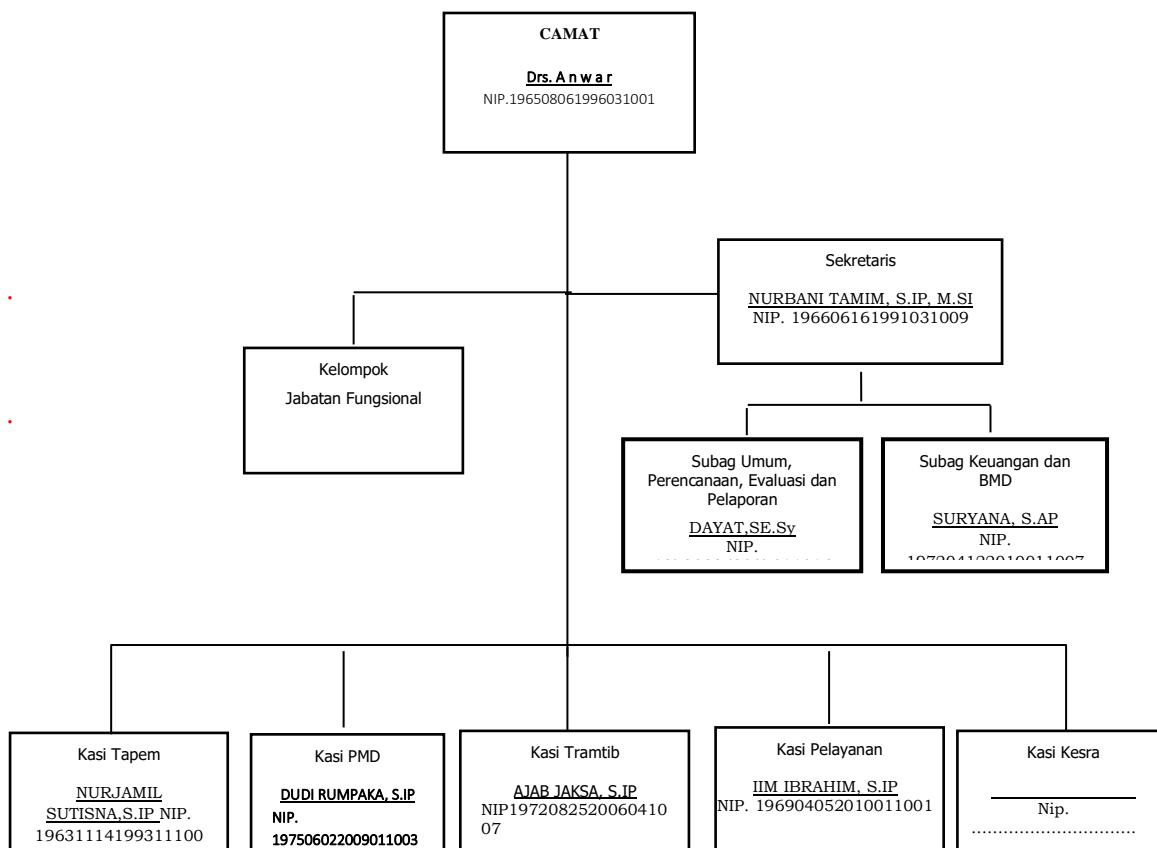 CAMAT
Drs. A n w a r
NIP.196508061996031001
Sekretaris
NURBANI TAMIM, S.IP, M.SI
NIP. 196606161991031009
Kelompok
Jabatan Fungsional
Subag Umum,
Perencanaan, Evaluasi dan
Pelaporan
DAYAT,SE.Sy
NIP.
Subag Keuangan dan
BMD
SURYANA, S.AP
NIP.
197204122010011007
Kasi Tapem
NURJAMIL
SUTISNA,S.IP NIP.
19631114199311100
Kasi PMD
DUDI RUMPAKA, S.IP
NIP.
197506022009011003
Kasi Tramtib
AJAB JAKSA, S.IP
NIP1972082520060410
07
Kasi Pelayanan
IIM IBRAHIM, S.IP
NIP. 196904052010011001
Kasi Kesra
Nip.
................................